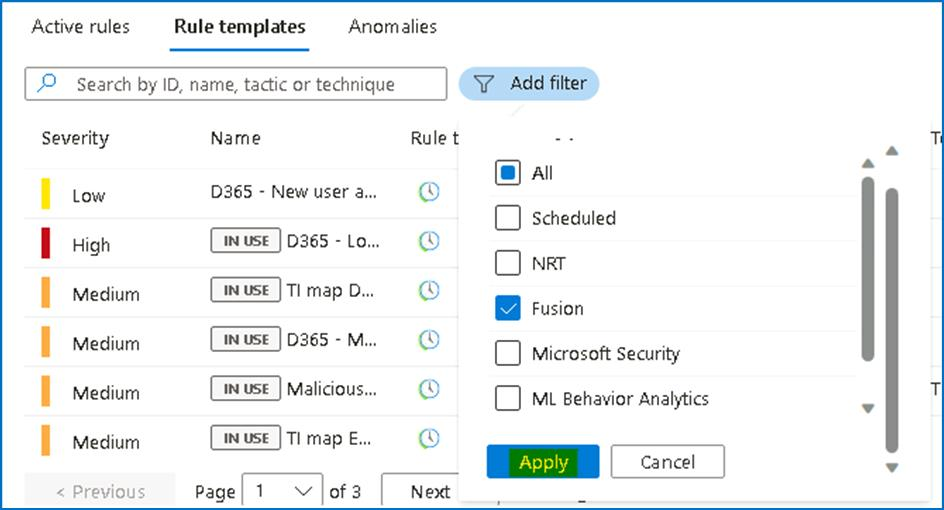 Active rules Rule templates Anomalies
Search by ID, name, tactic or technique Add filter
Severity Name Rule t
All
Low D365 - New user a...
Scheduled
High IN USE D365 - Lo...
NRT
Medium IN USE TI map D...
Fusion
Medium IN USE D365 - M...
Microsoft Security
Medium IN USE Malicious...
ML Behavior Analytics
Medium IN USE TI map E...
Apply Cancel
< Previous Page 1 of 3 Next